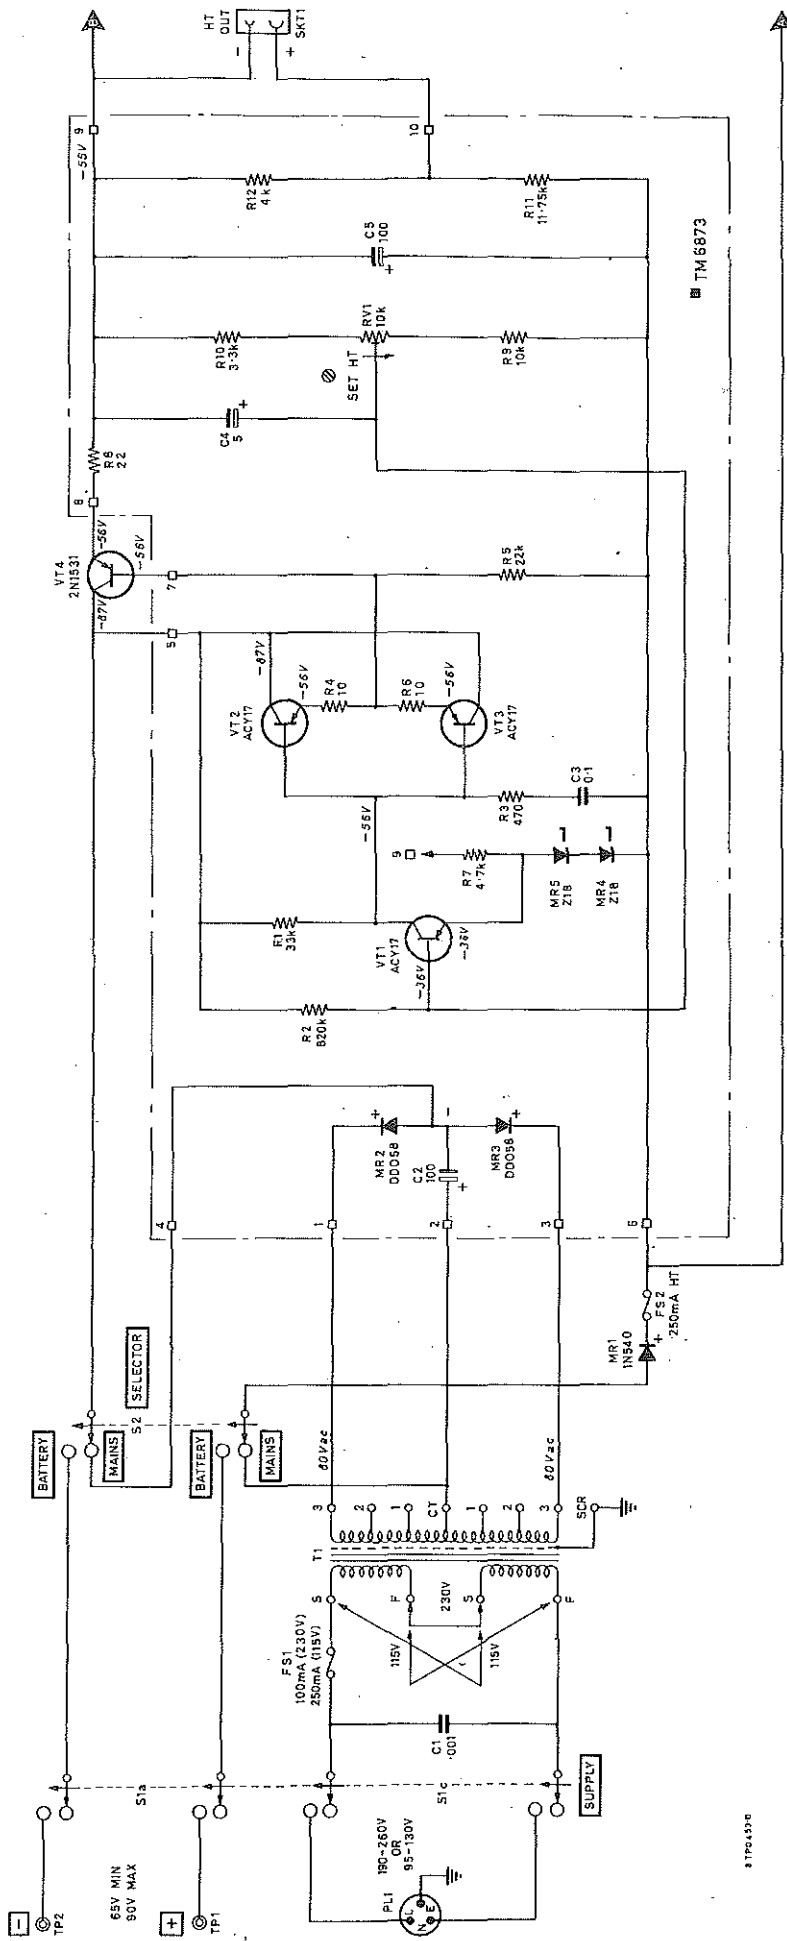 HT
OUT
SKT1
-
+
9
-55V
10
R12
4k
R11
11·75k
C5
100
+
TM6873
R10
3·3k
RV1
10k
SET HT
R9
10k
C4
5
+
R8
22
8
VT4
2N1531
-56V
-56V
-87V
7
R5
22k
5
-87V
VT2
ACY17
-56V
R4
10
R6
10
-56V
VT3
ACY17
-56V
R3
470
C3
0·1
9
R7
4·7k
MR5
Z18
MR4
Z18
R1
33k
VT1
ACY17
-36V
-36V
R2
820k
MR2
DD058
+
C2
100
-
+
MR3
DD058
+
4
1
2
3
6
FS2
250mA HT
MR1
1N540
+
S2
SELECTOR
BATTERY
MAINS
BATTERY
MAINS
80Vac
80Vac
3
2
1
CT
1
2
3
SCR
T1
S
F
230V
S
F
FS1
100mA (230V)
250mA (115V)
115V
115V
C1
·001
S1a
S1c
SUPPLY
190-260V
OR
95-130V
PL1
L
N
E
-
TP2
65V MIN
90V MAX
+
TP1